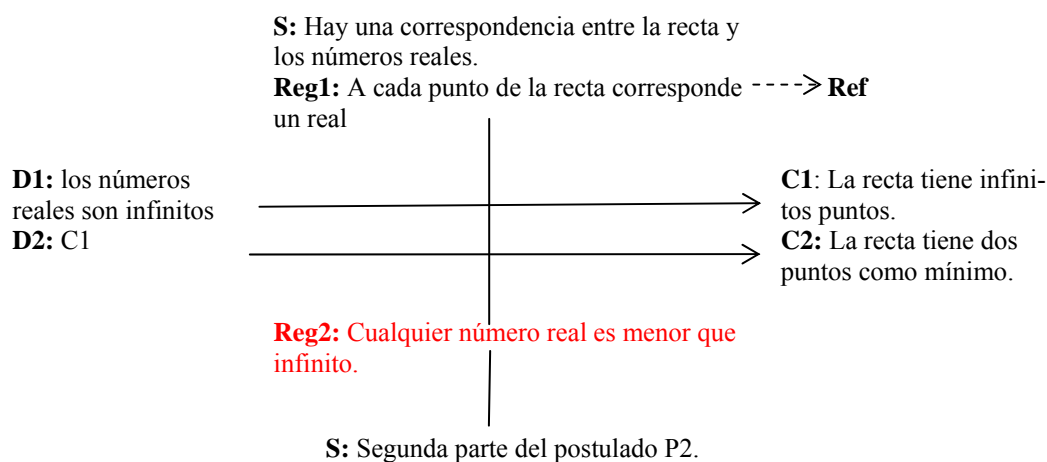 S: Hay una correspondencia entre la recta y
los números reales.
Reg1: A cada punto de la recta corresponde
un real
Ref
D1: los números
reales son infinitos
D2: C1
C1: La recta tiene infini-
tos puntos.
C2: La recta tiene dos
puntos como mínimo.
Reg2: Cualquier número real es menor que
infinito.
S: Segunda parte del postulado P2.